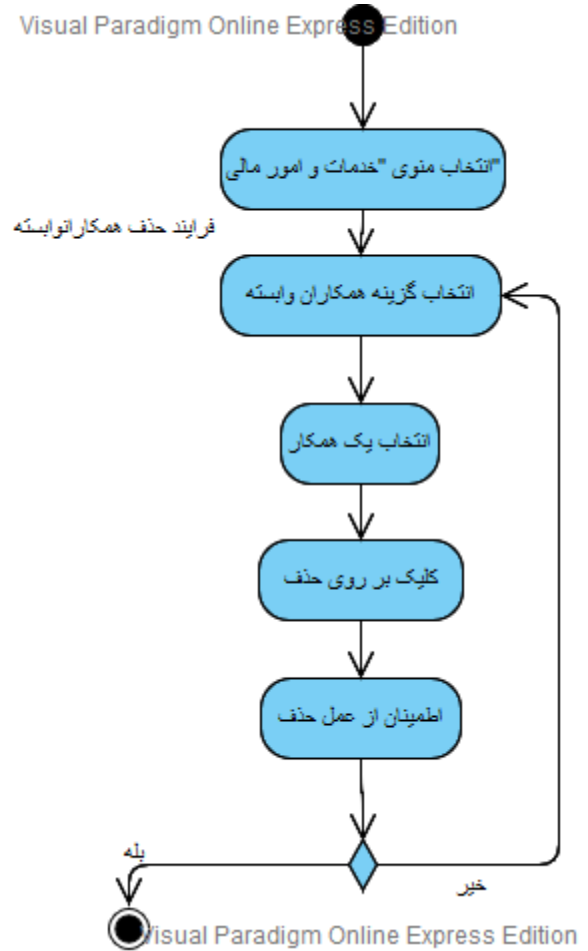 Visual Paradigm Online Express Edition
انتخاب منوی "خدمات و امور مالی"
فرایند حذف همکارانوابسته
انتخاب گزینه همکاران وابسته
انتخاب یک همکار
کلیک بر روی حذف
اطمینان از عمل حذف
بله
خیر
Visual Paradigm Online Express Edition